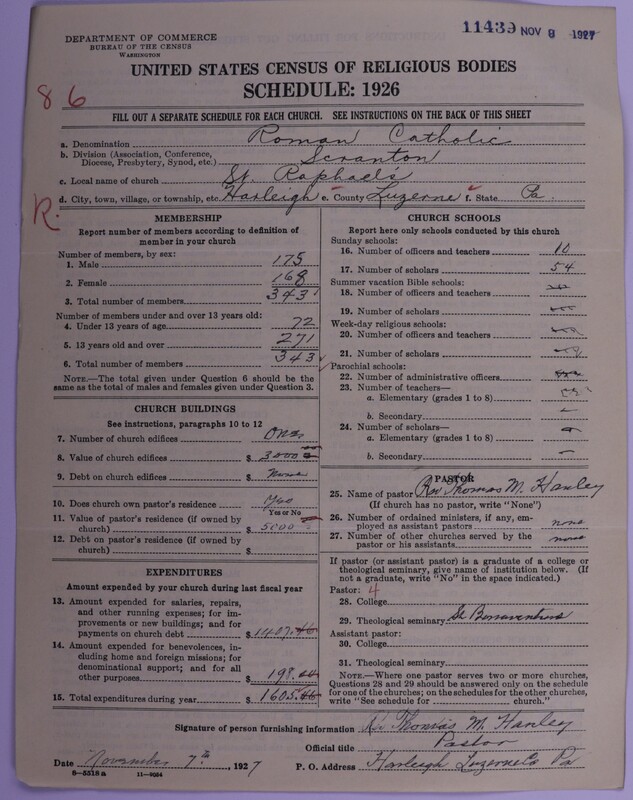 11439 NOV 8 1927
DEPARTMENT OF COMMERCE
BUREAU OF THE CENSUS
WASHINGTON
UNITED STATES CENSUS OF RELIGIOUS BODIES
SCHEDULE: 1926
86
FILL OUT A SEPARATE SCHEDULE FOR EACH CHURCH. SEE INSTRUCTIONS ON THE BACK OF THIS SHEET
a. Denomination Roman Catholic
b. Division (Association, Conference, Diocese, Presbytery, Synod, etc.) Scranton
c. Local name of church St. Raphael's
d. City, town, village, or township, etc. Harleigh e. County Luzerne f. State Pa.
R.
MEMBERSHIP
Report number of members according to definition of
member in your church
Number of members, by sex:
1. Male 175
2. Female 168
3. Total number of members 343
Number of members under and over 13 years old:
4. Under 13 years of age 72
5. 13 years old and over 271
6. Total number of members 343
NOTE.—The total given under Question 6 should be
the same as the total of males and females given under Question 3.
CHURCH BUILDINGS
See instructions, paragraphs 10 to 12
7. Number of church edifices One
8. Value of church edifices $ 3000
9. Debt on church edifices $ None
10. Does church own pastor's residence Yes
Yes or No
11. Value of pastor's residence (if owned by
church) $ 5000
12. Debt on pastor's residence (if owned by
church) $
EXPENDITURES
Amount expended by your church during last fiscal year
13. Amount expended for salaries, repairs,
and other running expenses; for im-
provements or new buildings; and for
payments on church debt $ 1407.46
14. Amount expended for benevolences,
including home and foreign missions; for
denominational support; and for all
other purposes $ 198.00
15. Total expenditures during year $ 1605.46
CHURCH SCHOOLS
Report here only schools conducted by this church
Sunday schools:
16. Number of officers and teachers 10
17. Number of scholars 54
Summer vacation Bible schools:
18. Number of officers and teachers
19. Number of scholars
Week-day religious schools:
20. Number of officers and teachers
21. Number of scholars
Parochial schools:
22. Number of administrative officers
23. Number of teachers—
a. Elementary (grades 1 to 8)
b. Secondary
24. Number of scholars—
a. Elementary (grades 1 to 8)
b. Secondary
PASTOR
25. Name of pastor Rev Thomas M. Hanley
(If church has no pastor, write "None")
26. Number of ordained ministers, if any, em-
ployed as assistant pastors none
27. Number of other churches served by the
pastor or his assistants none
If pastor (or assistant pastor) is a graduate of a college or
theological seminary, give name of institution below. (If
not a graduate, write "No" in the space indicated.)
Pastor: 4
28. College
29. Theological seminary St Bonaventure
Assistant pastor:
30. College
31. Theological seminary
NOTE.—Where one pastor serves two or more churches,
Questions 28 and 29 should be answered only on the schedule
for one of the churches; on the schedules for the other churches,
write "See schedule for church."
Signature of person furnishing information Rev Thomas M. Hanley
Official title Pastor
Date November 7th, 1927 P. O. Address Harleigh Luzerne Co Pa
8—5518a 11—9064